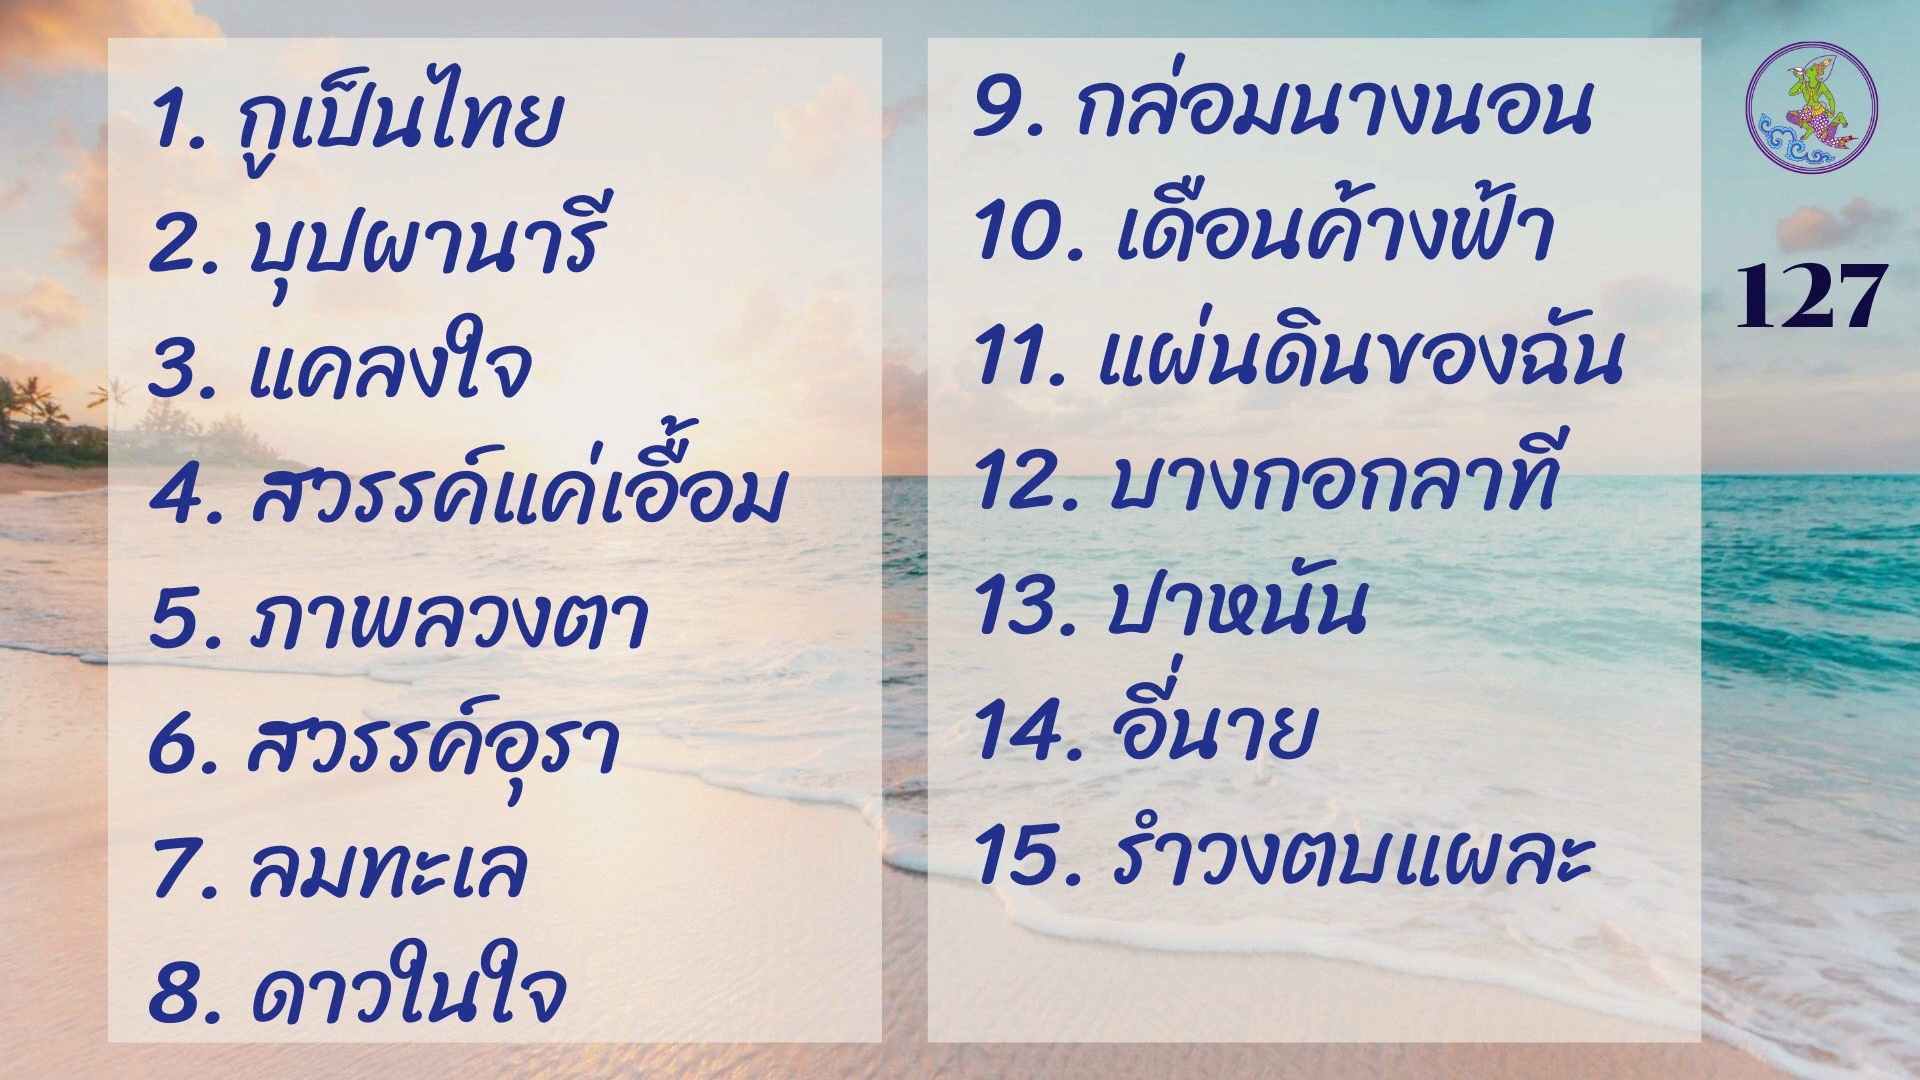 1. กูเป็นไทย
2. บุปผานารี
3. แคลงใจ
4. สวรรค์แค่เอื้อม
5. ภาพลวงตา
6. สวรรค์อุรา
7. ลมทะเล
8. ดาวในใจ
9. กล่อมนางนอน
10. เดือนค้างฟ้า
11. แผ่นดินของฉัน
12. บางกอกลาที
13. ปาหนัน
14. อี่นาย
15. รำวงตบแผละ
127